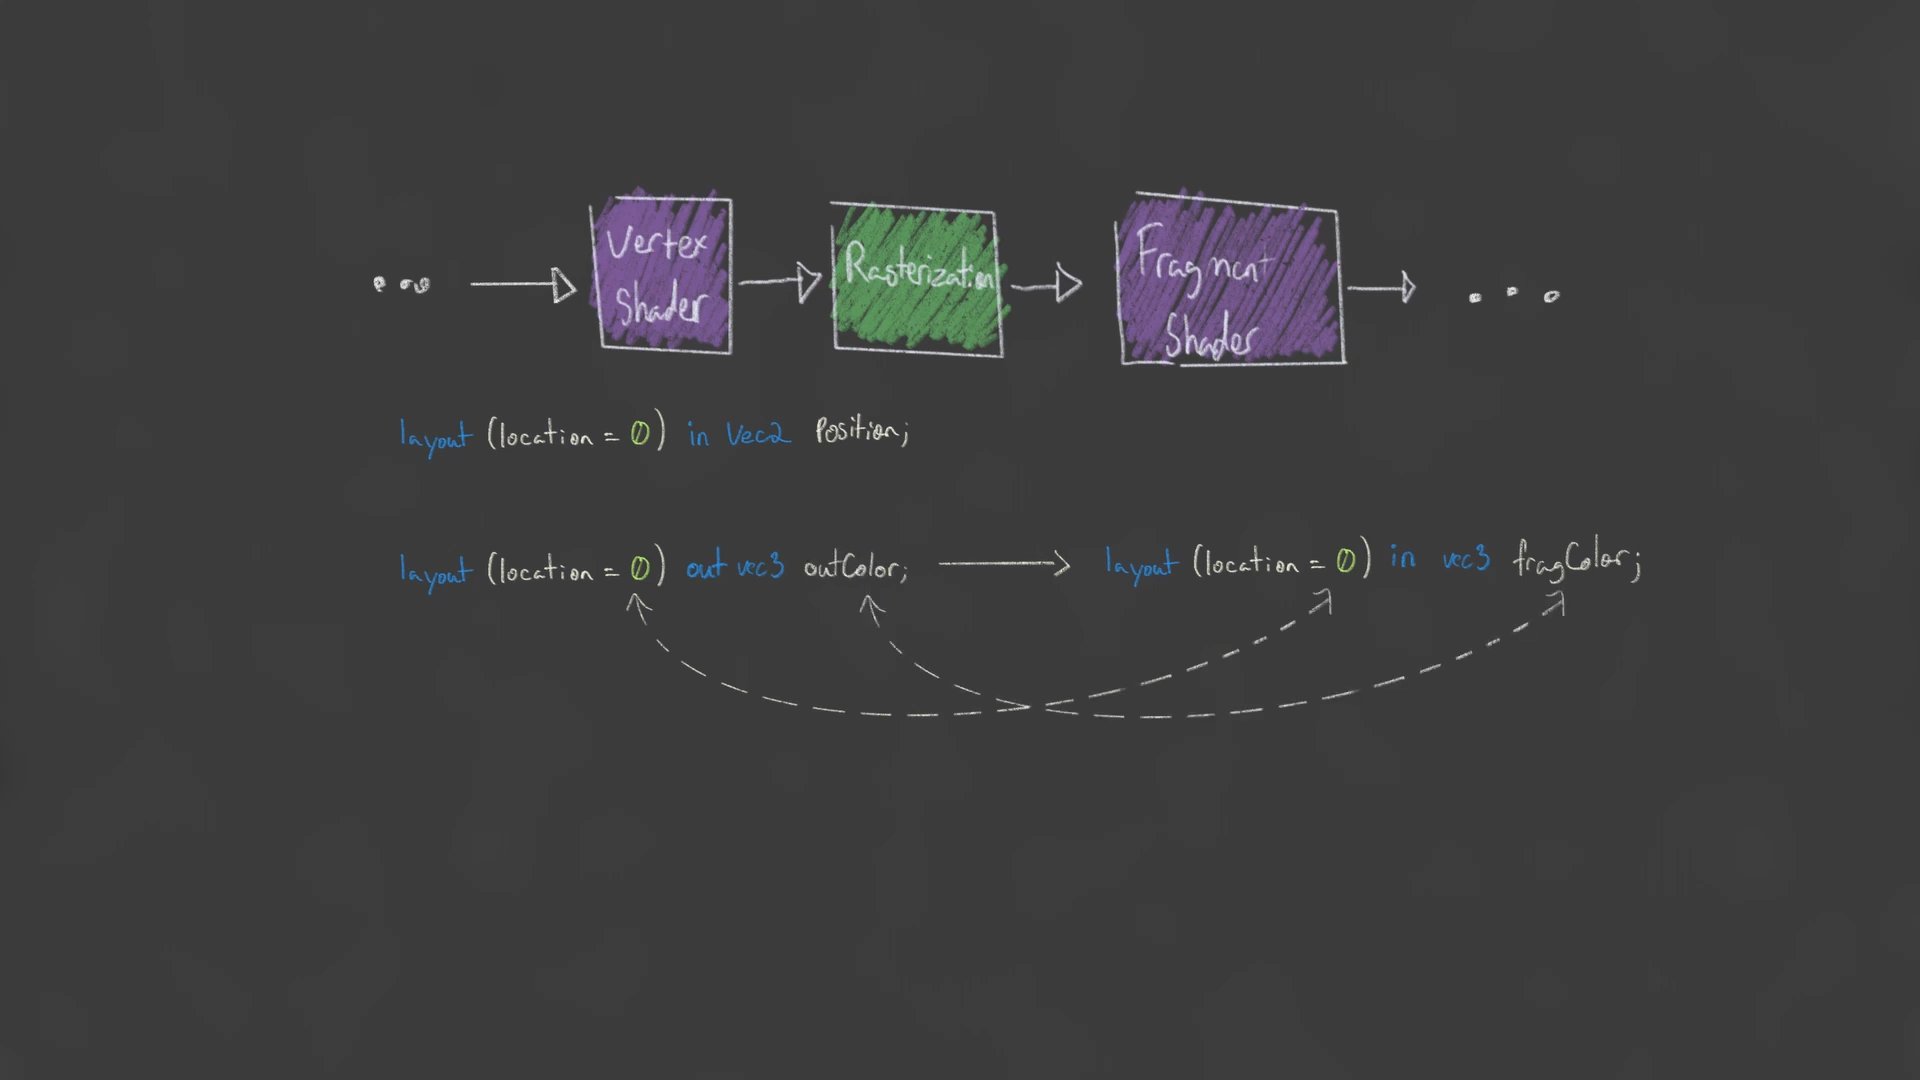 Vertex
Shader
Rasterization
Fragment
Shader
layout (location = 0) in vec2 Position;
layout (location = 0) out vec3 outColor;
layout (location = 0) in vec3 fragColor;